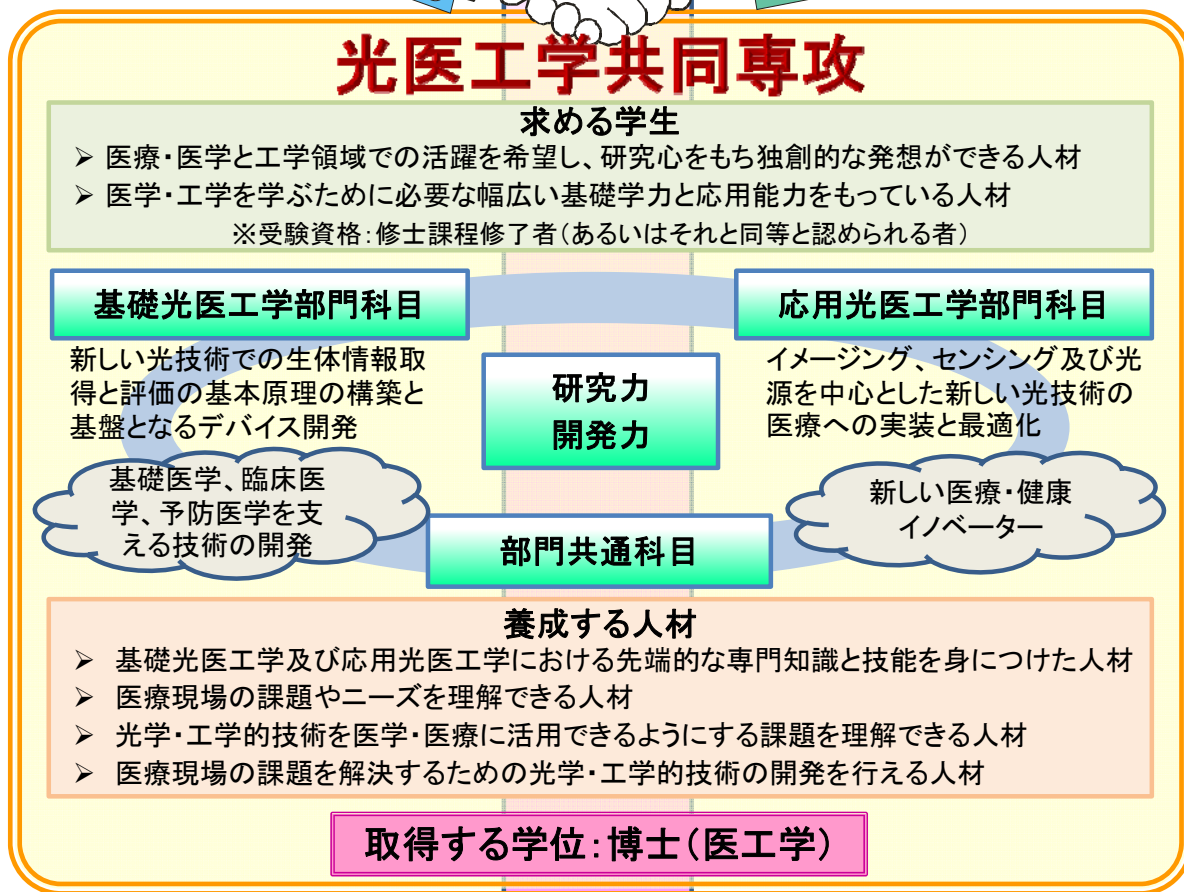 光医工学共同専攻
求める学生
➢ 医療・医学と工学領域での活躍を希望し、研究心をもち独創的な発想ができる人材
➢ 医学・工学を学ぶために必要な幅広い基礎学力と応用能力をもっている人材
※受験資格:修士課程修了者(あるいはそれと同等と認められる者)
基礎光医工学部門科目
新しい光技術での生体情報取
得と評価の基本原理の構築と
基盤となるデバイス開発
基礎医学、臨床医
学、予防医学を支
える技術の開発
研究力
開発力
応用光医工学部門科目
イメージング、センシング及び光
源を中心とした新しい光技術の
医療への実装と最適化
新しい医療・健康
イノベーター
部門共通科目
養成する人材
➢ 基礎光医工学及び応用光医工学における先端的な専門知識と技能を身につけた人材
➢ 医療現場の課題やニーズを理解できる人材
➢ 光学・工学的技術を医学・医療に活用できるようにする課題を理解できる人材
➢ 医療現場の課題を解決するための光学・工学的技術の開発を行える人材
取得する学位:博士(医工学)